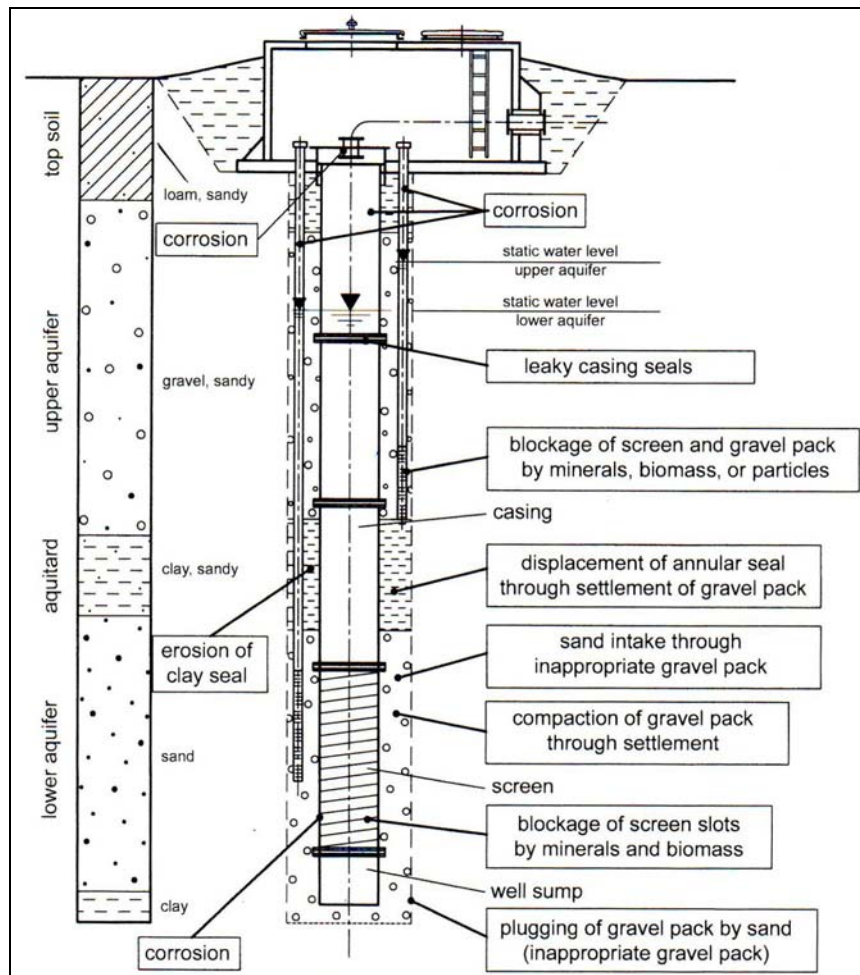 top soil
loam, sandy
corrosion
corrosion
static water level
upper aquifer
static water level
lower aquifer
upper aquifer
gravel, sandy
leaky casing seals
blockage of screen and gravel pack
by minerals, biomass, or particles
casing
aquitard
clay, sandy
displacement of annular seal
through settlement of gravel pack
erosion of
clay seal
sand intake through
inappropriate gravel pack
compaction of gravel pack
through settlement
lower aquifer
sand
screen
blockage of screen slots
by minerals and biomass
well sump
clay
corrosion
plugging of gravel pack by sand
(inappropriate gravel pack)